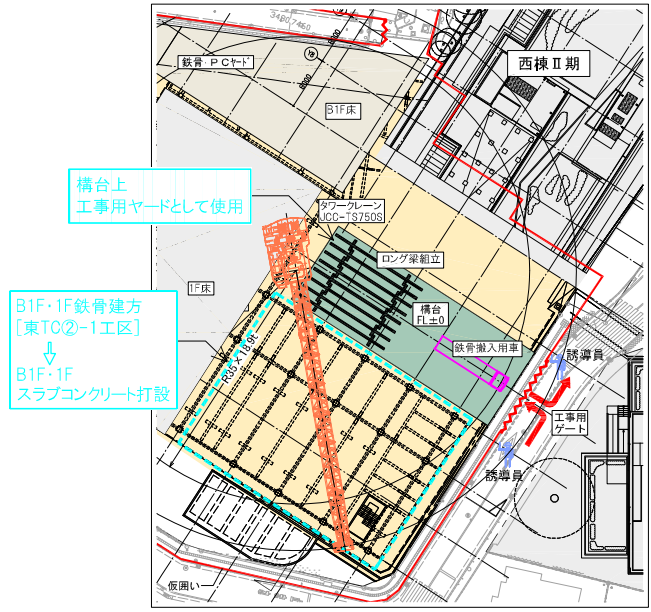 3480,7460
鉄骨・PCヤード
西棟Ⅱ期
B1F床
構台上
工事用ヤードとして使用
タワークレーン
JCC-TS750S
ロング梁組立
1F床
構台
FL±0
B1F・1F鉄骨建方
[東TC②-1工区]
⇩
B1F・1F
スラブコンクリート打設
R35×18.9t
鉄骨搬入用車
誘導員
工事用
ゲート
誘導員
仮囲い